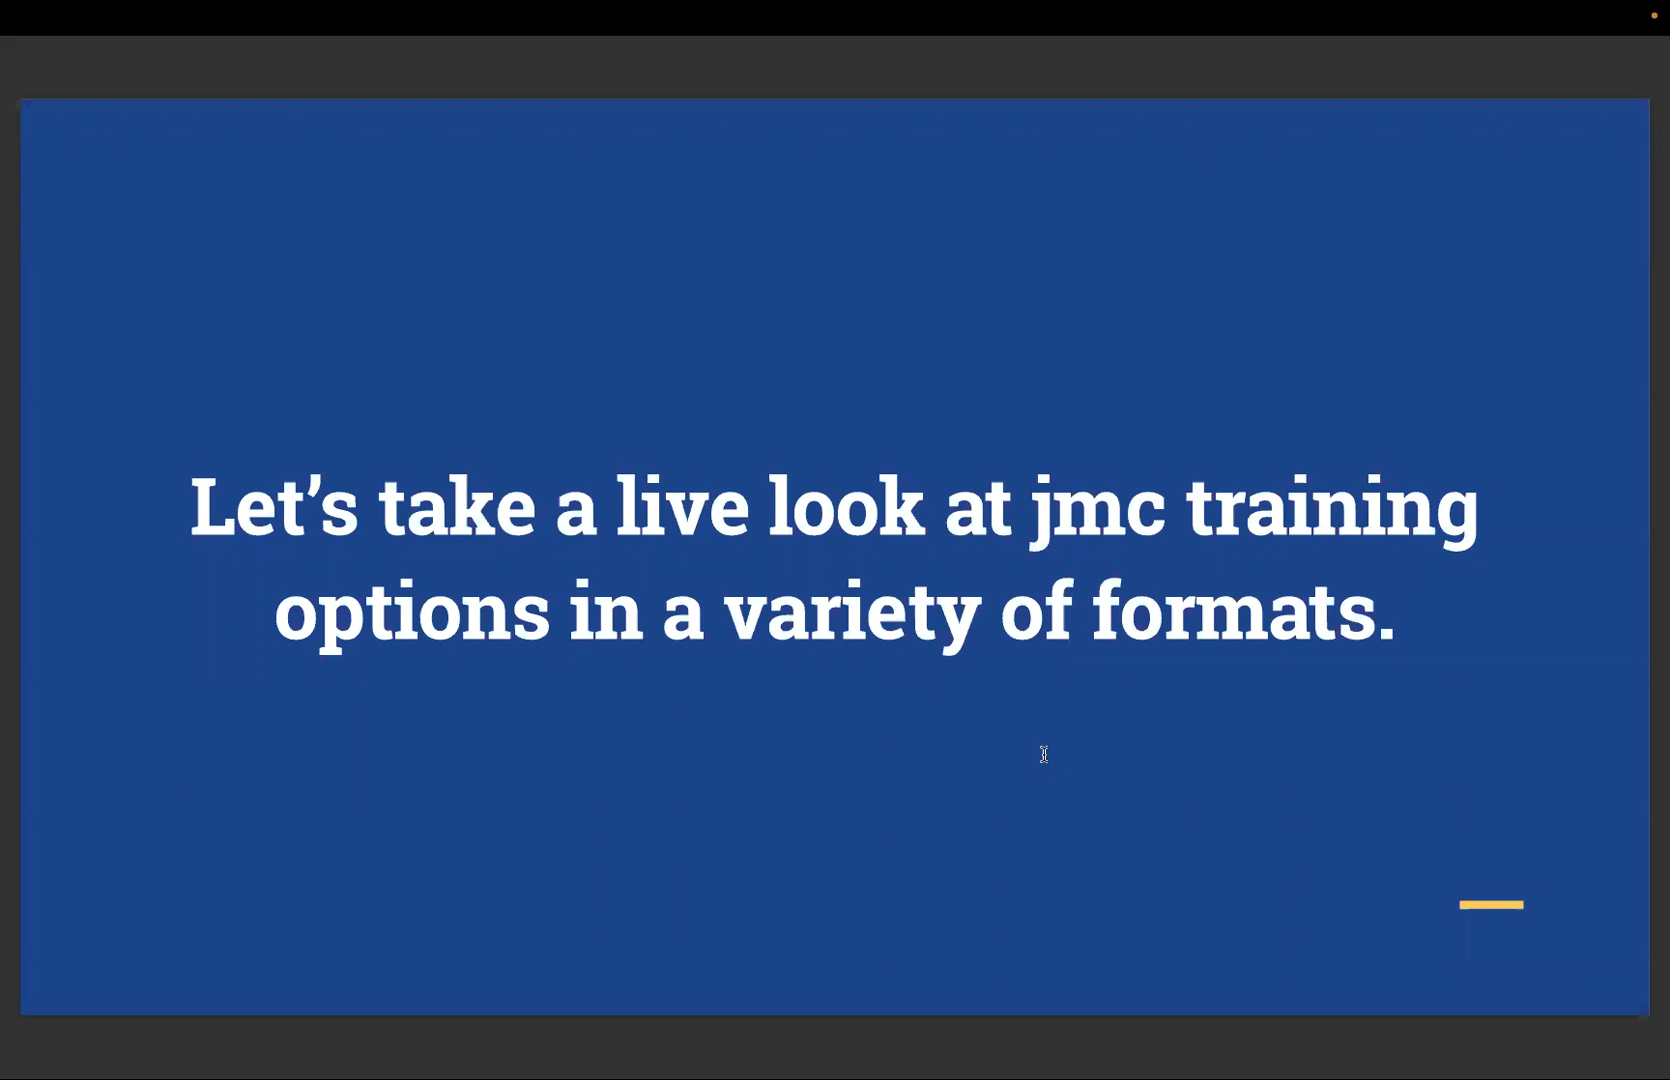 Let’s take a live look at jmc training
options in a variety of formats.